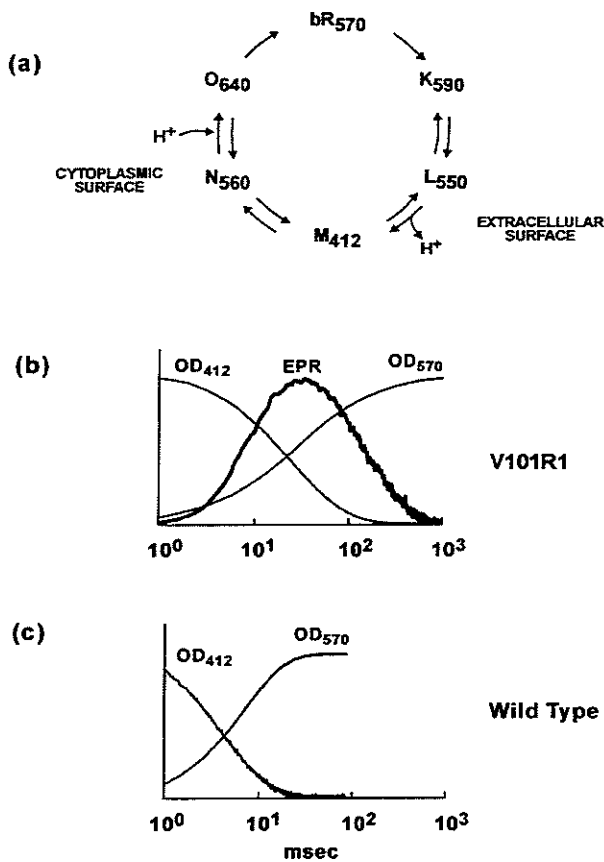 (a)
bR570
O640
K590
H+
CYTOPLASMIC
SURFACE
N560
L550
M412
H+
EXTRACELLULAR
SURFACE
(b)
OD412
EPR
OD570
V101R1
10^0 10^1 10^2 10^3
(c)
OD412
OD570
Wild Type
10^0 10^1 10^2 10^3
msec